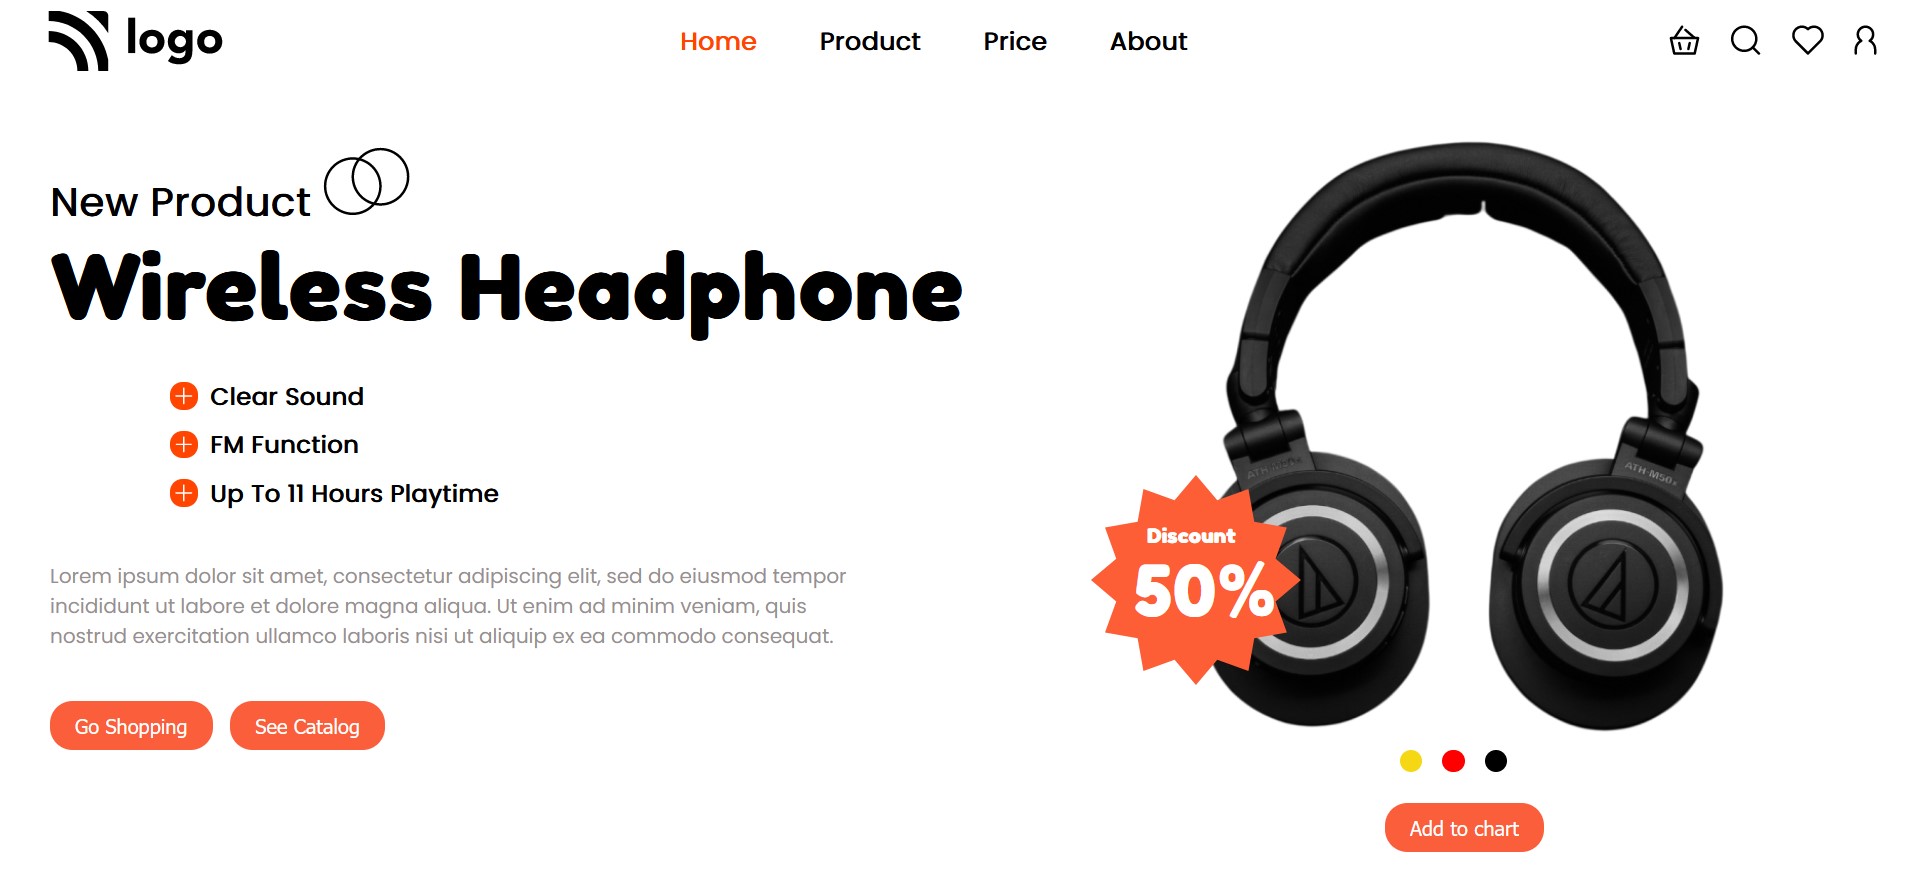 logo
Home Product Price About
New Product
Wireless Headphone
Clear Sound
FM Function
Up To 11 Hours Playtime
Lorem ipsum dolor sit amet, consectetur adipiscing elit, sed do eiusmod tempor
incididunt ut labore et dolore magna aliqua. Ut enim ad minim veniam, quis
nostrud exercitation ullamco laboris nisi ut aliquip ex ea commodo consequat.
Go Shopping See Catalog
ATH-M50x
ATH-M50x
Discount
50%
Add to chart